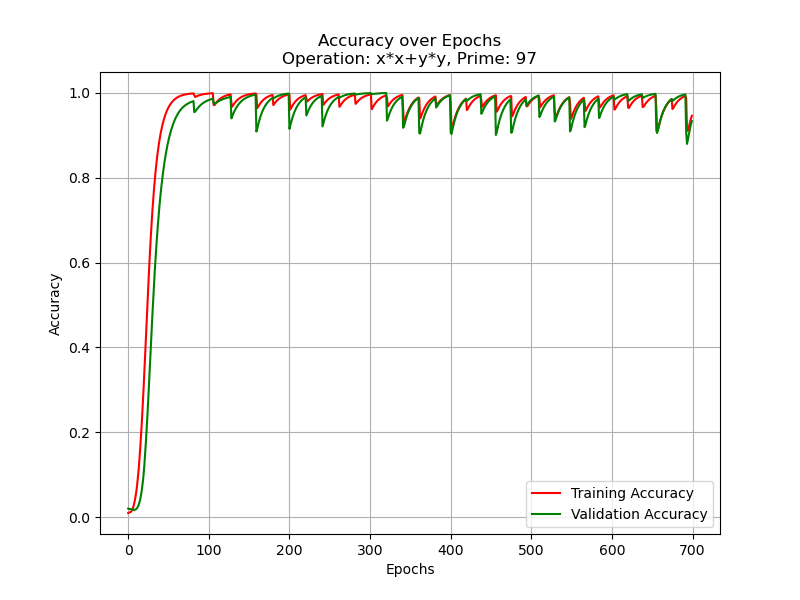 Accuracy over Epochs
Operation: x*x+y*y, Prime: 97
Accuracy
1.0
0.8
0.6
0.4
0.2
0.0
Training Accuracy
Validation Accuracy
0 100 200 300 400 500 600 700
Epochs